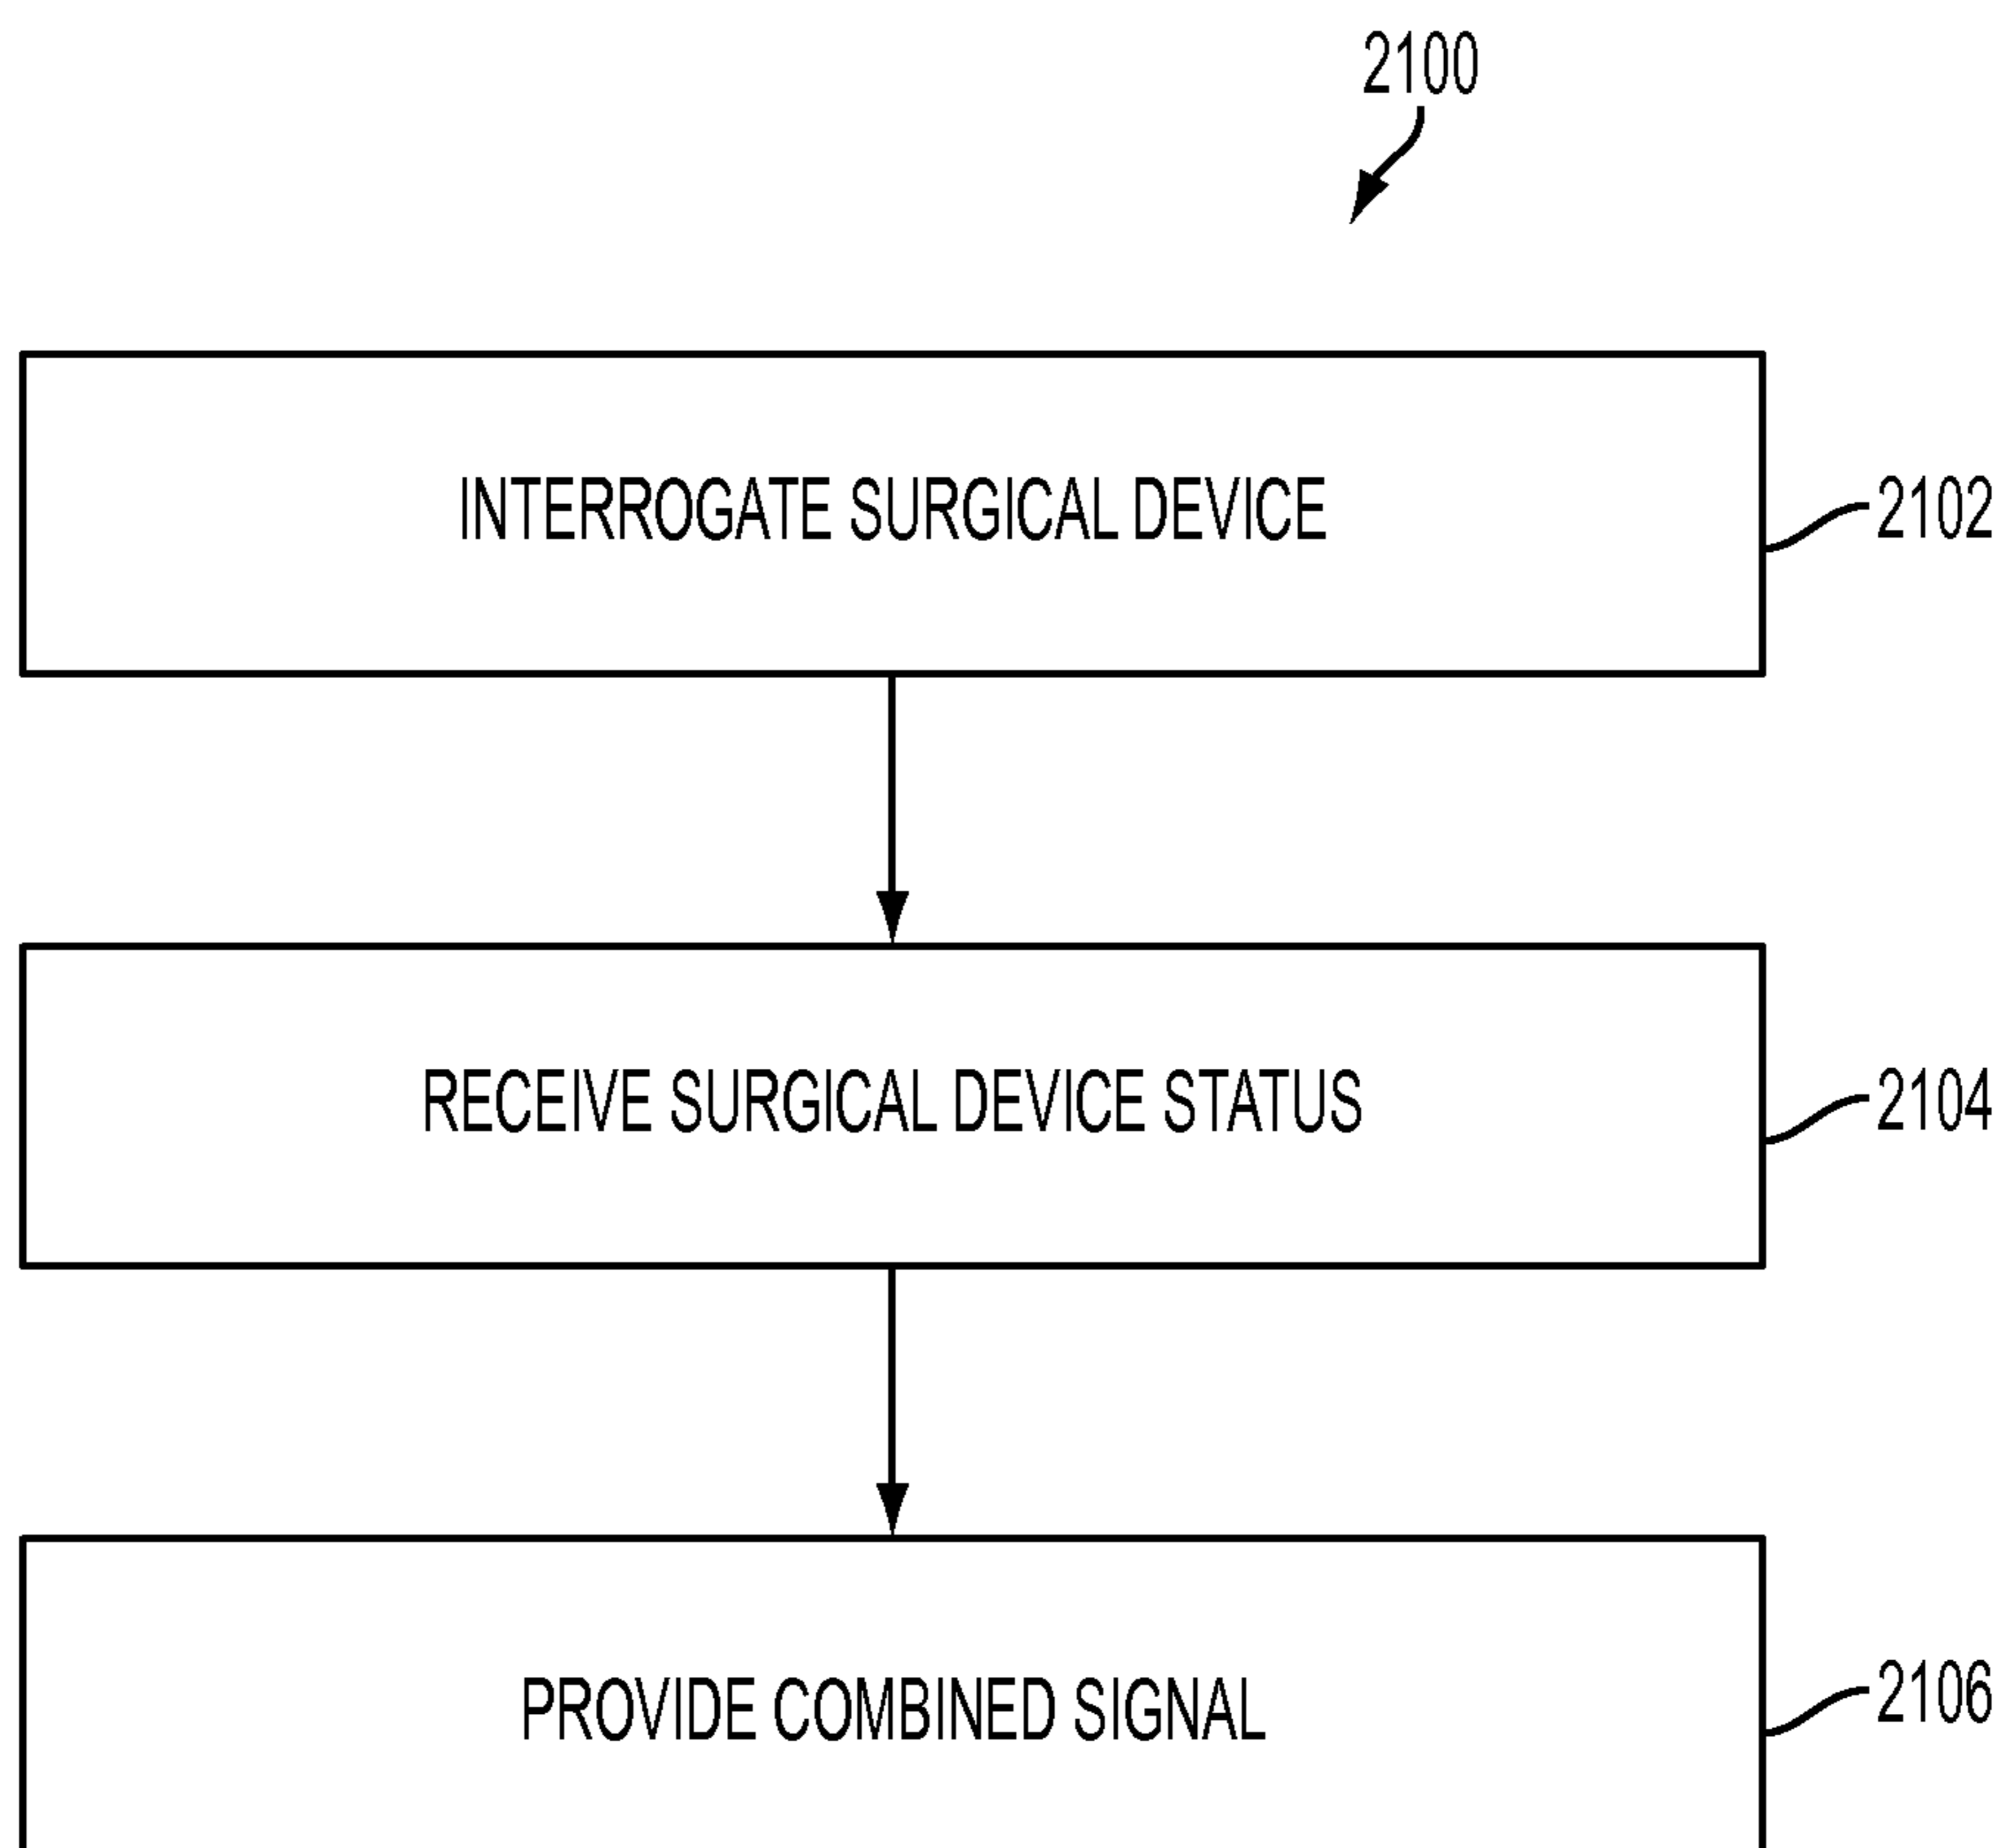 2100
INTERROGATE SURGICAL DEVICE
2102
RECEIVE SURGICAL DEVICE STATUS
2104
PROVIDE COMBINED SIGNAL
2106